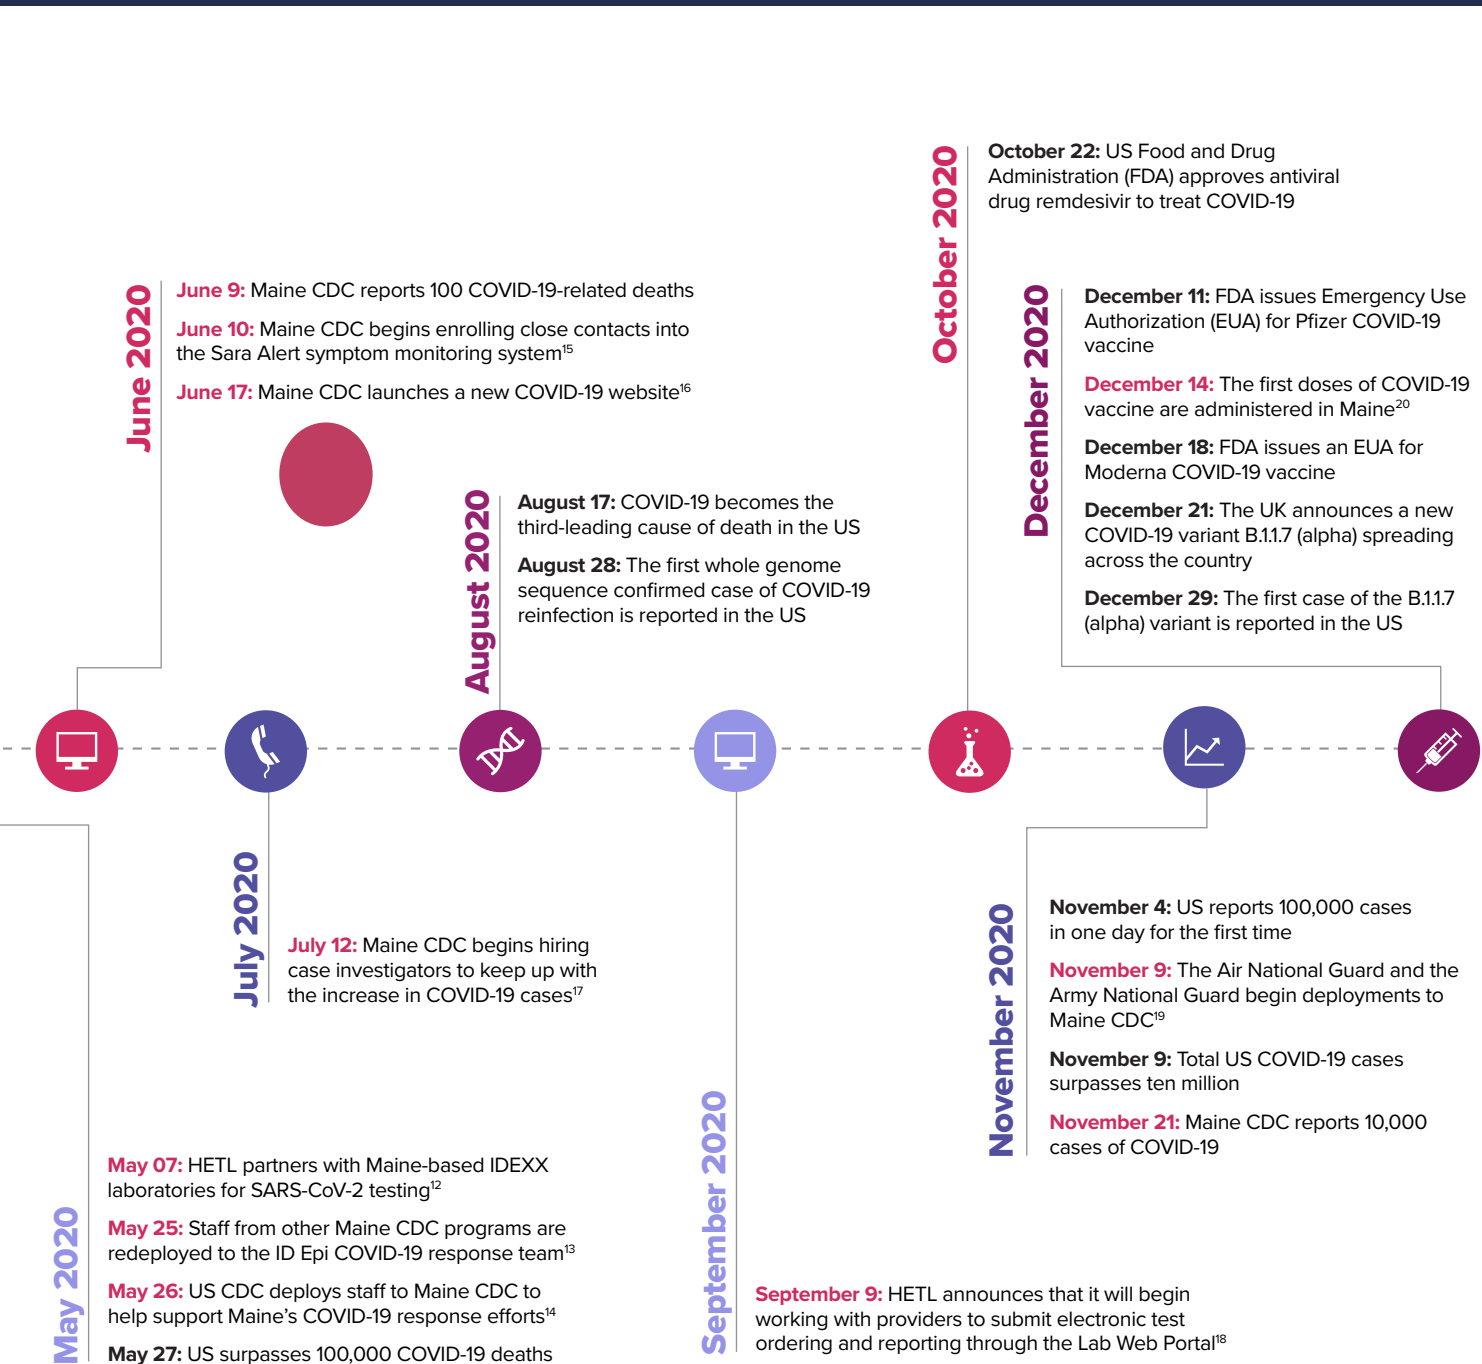 October 2020
October 22: US Food and Drug
Administration (FDA) approves antiviral
drug remdesivir to treat COVID-19
June 2020
June 9: Maine CDC reports 100 COVID-19-related deaths
June 10: Maine CDC begins enrolling close contacts into
the Sara Alert symptom monitoring system15
June 17: Maine CDC launches a new COVID-19 website16
December 2020
December 11: FDA issues Emergency Use
Authorization (EUA) for Pfizer COVID-19
vaccine
December 14: The first doses of COVID-19
vaccine are administered in Maine20
December 18: FDA issues an EUA for
Moderna COVID-19 vaccine
December 21: The UK announces a new
COVID-19 variant B.1.1.7 (alpha) spreading
across the country
December 29: The first case of the B.1.1.7
(alpha) variant is reported in the US
August 2020
August 17: COVID-19 becomes the
third-leading cause of death in the US
August 28: The first whole genome
sequence confirmed case of COVID-19
reinfection is reported in the US
July 2020
July 12: Maine CDC begins hiring
case investigators to keep up with
the increase in COVID-19 cases17
November 2020
November 4: US reports 100,000 cases
in one day for the first time
November 9: The Air National Guard and the
Army National Guard begin deployments to
Maine CDC19
November 9: Total US COVID-19 cases
surpasses ten million
November 21: Maine CDC reports 10,000
cases of COVID-19
May 2020
May 07: HETL partners with Maine-based IDEXX
laboratories for SARS-CoV-2 testing12
May 25: Staff from other Maine CDC programs are
redeployed to the ID Epi COVID-19 response team13
May 26: US CDC deploys staff to Maine CDC to
help support Maine's COVID-19 response efforts14
May 27: US surpasses 100,000 COVID-19 deaths
September 2020
September 9: HETL announces that it will begin
working with providers to submit electronic test
ordering and reporting through the Lab Web Portal18